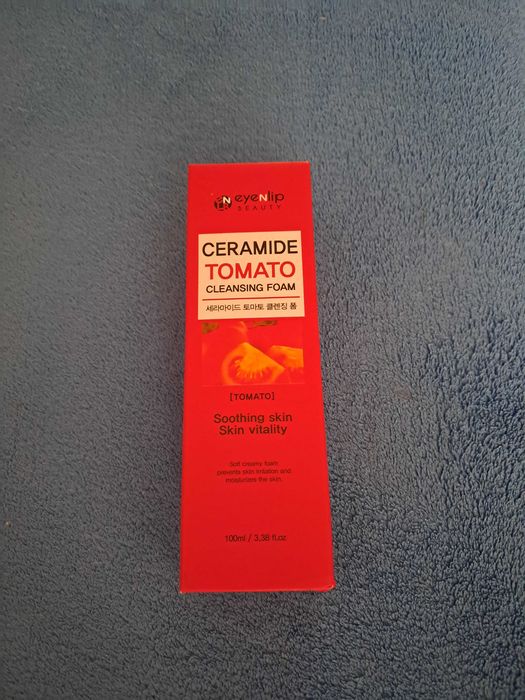 eyeNlip
BEAUTY
CERAMIDE
TOMATO
CLEANSING FOAM
세라마이드 토마토 클렌징 폼
[TOMATO]
Soothing skin
Skin vitality
Soft creamy foam
prevents skin irritation and
moisturizes the skin.
100ml / 3,38 fl.oz